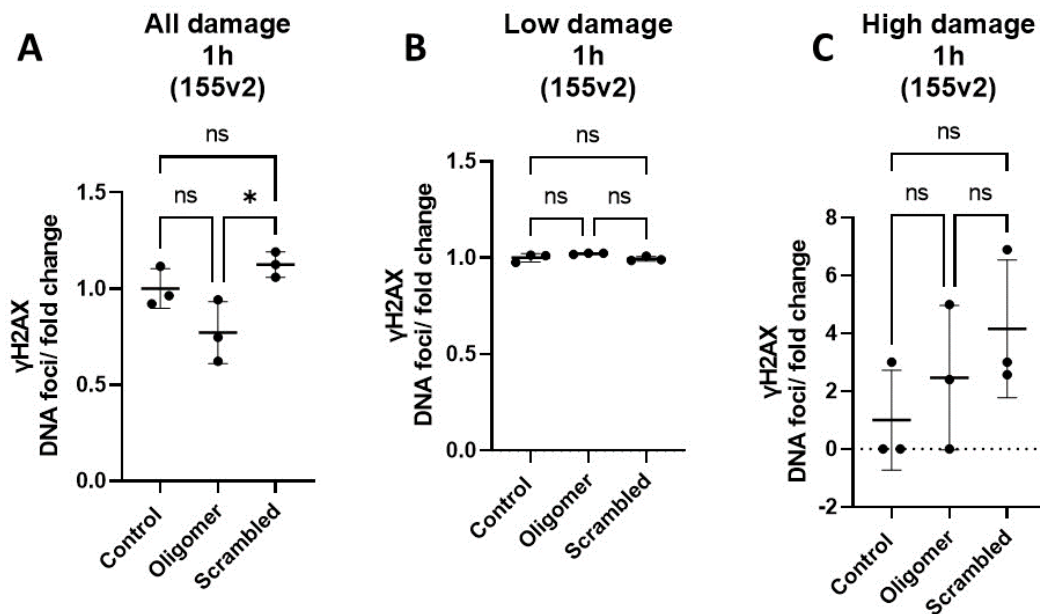 A
All damage
1h
(155v2)
ns
ns
*
1.5
1.0
0.5
0.0
γH2AX
DNA foci/ fold change
Control
Oligomer
Scrambled
B
Low damage
1h
(155v2)
ns
ns
ns
1.5
1.0
0.5
0.0
γH2AX
DNA foci/ fold change
Control
Oligomer
Scrambled
C
High damage
1h
(155v2)
ns
ns
ns
8
6
4
2
0
-2
γH2AX
DNA foci/ fold change
Control
Oligomer
Scrambled